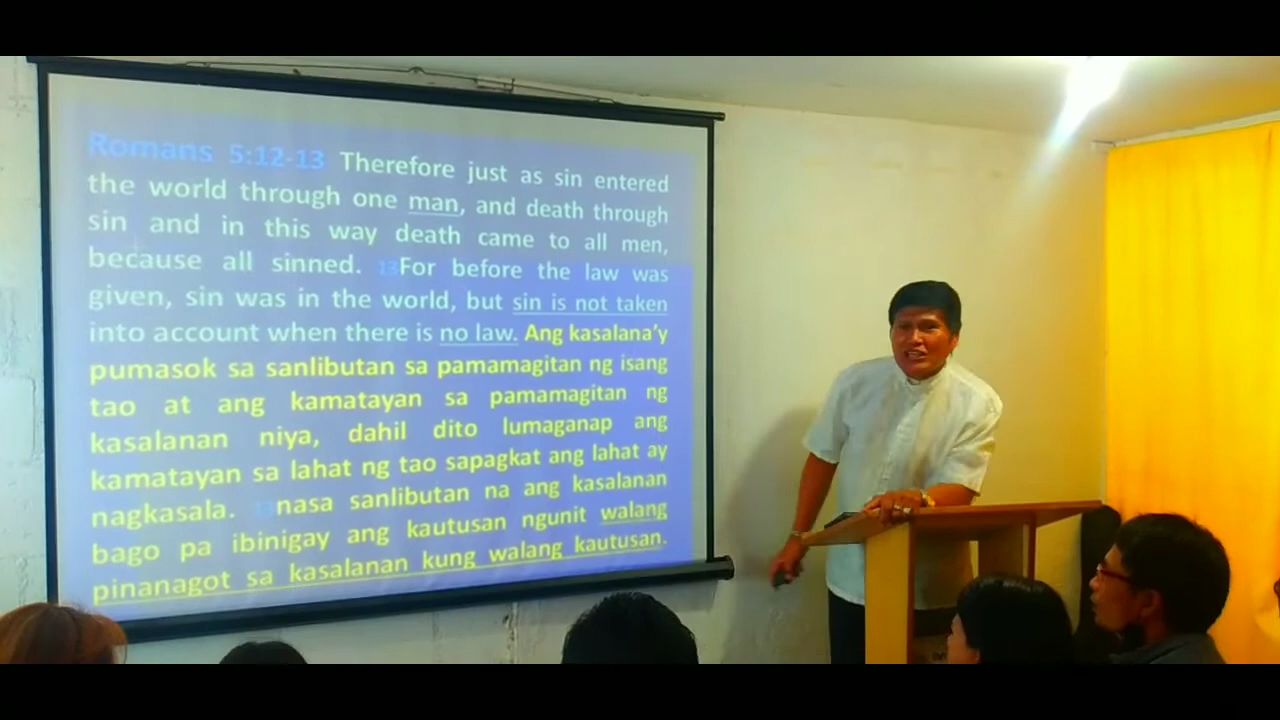 Romans 5:12-13 Therefore just as sin entered
the world through one man, and death through
sin and in this way death came to all men,
because all sinned. 13For before the law was
given, sin was in the world, but sin is not taken
into account when there is no law. Ang kasalana’y
pumasok sa sanlibutan sa pamamagitan ng isang
tao at ang kamatayan sa pamamagitan ng
kasalanan niya, dahil dito lumaganap ang
kamatayan sa lahat ng tao sapagkat ang lahat ay
nagkasala. nasa sanlibutan na ang kasalanan
bago pa ibinigay ang kautusan ngunit walang
pinanagot sa kasalanan kung walang kautusan.